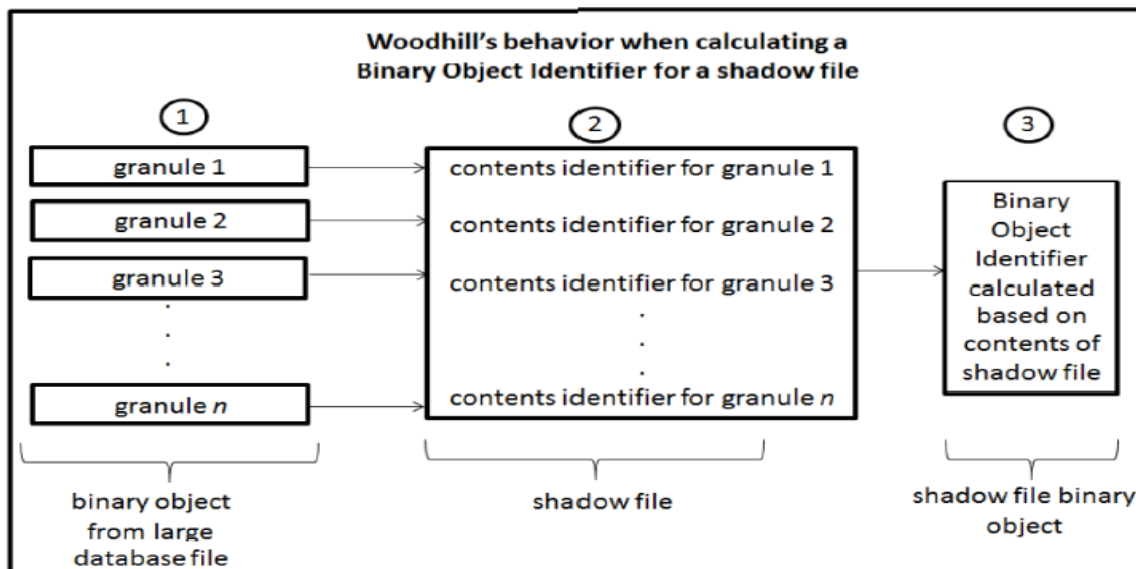 Woodhill's behavior when calculating a
Binary Object Identifier for a shadow file
1
2
3
granule 1
granule 2
granule 3
.
.
.
granule n
contents identifier for granule 1
contents identifier for granule 2
contents identifier for granule 3
.
.
.
contents identifier for granule n
Binary
Object
Identifier
calculated
based on
contents of
shadow file
binary object
from large
database file
shadow file
shadow file binary
object